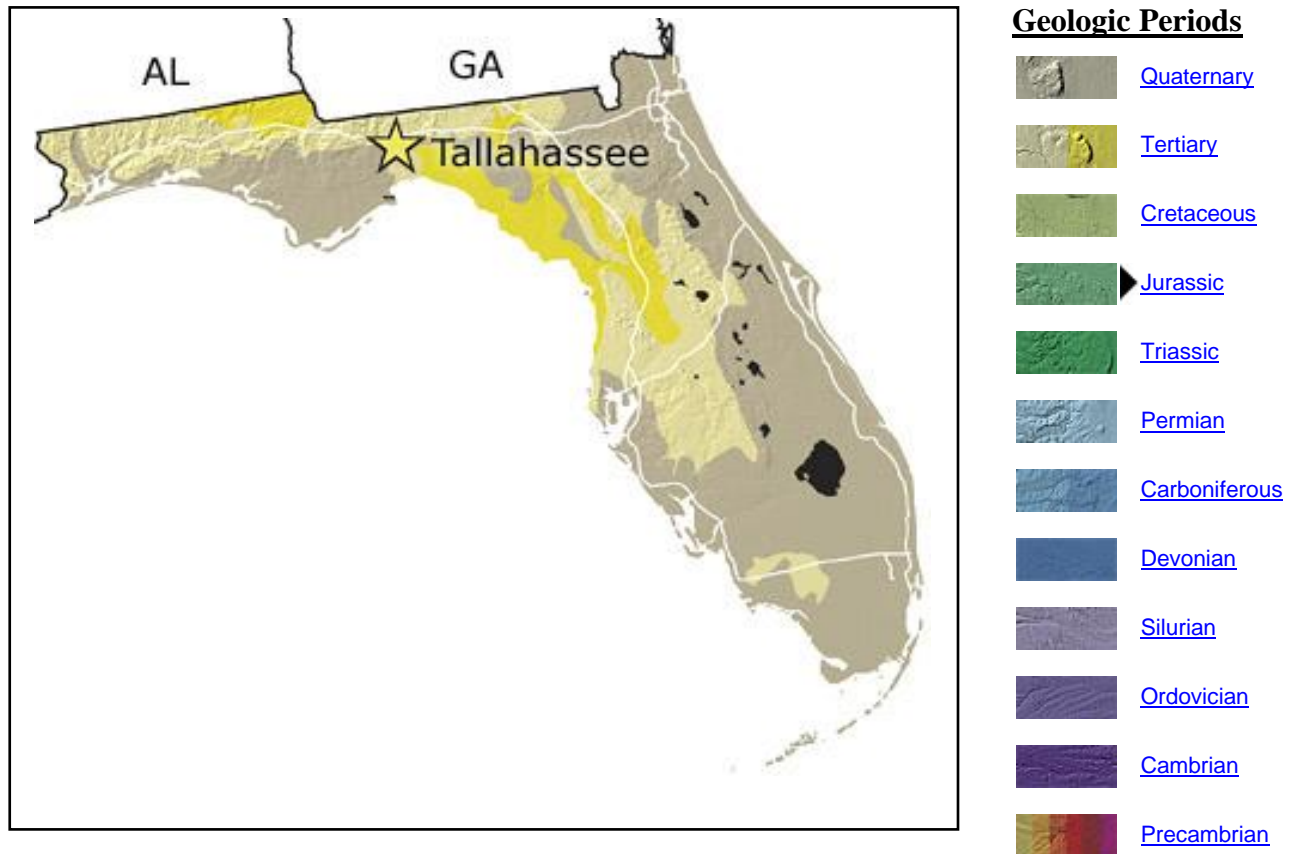 AL
GA
Tallahassee
Geologic Periods
Quaternary
Tertiary
Cretaceous
Jurassic
Triassic
Permian
Carboniferous
Devonian
Silurian
Ordovician
Cambrian
Precambrian